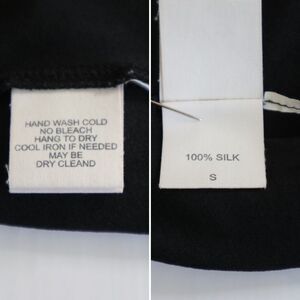 HAND WASH COLD
NO BLEACH
HANG TO DRY
COOL IRON IF NEEDED
MAY BE
DRY CLEAND
100% SILK
S